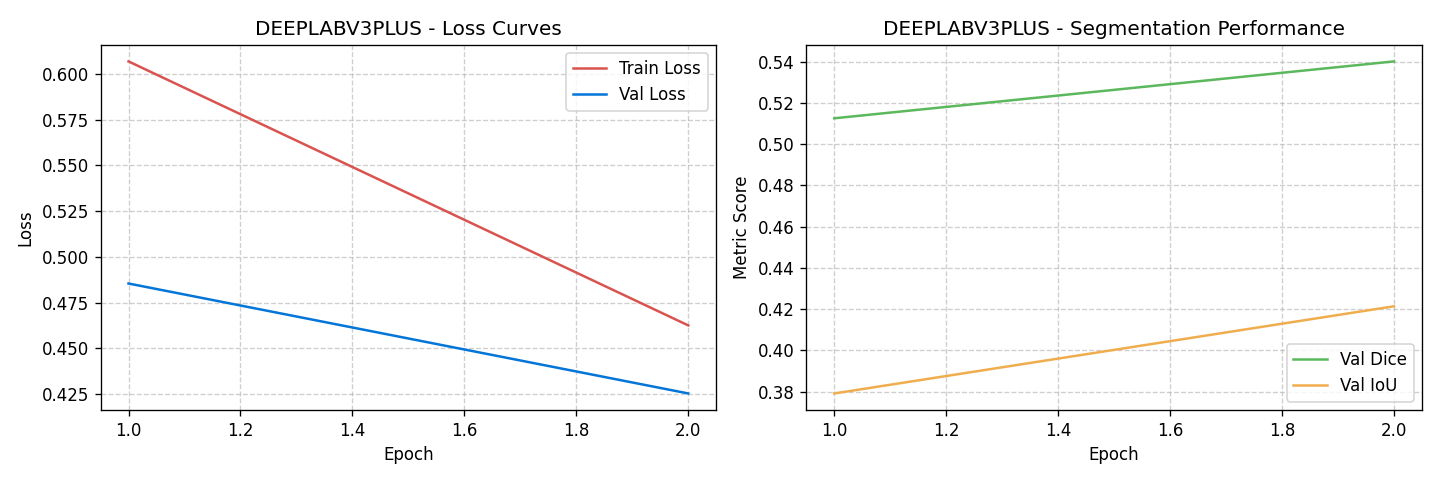 DEEPLABV3PLUS - Loss Curves
0.600
0.575
0.550
0.525
0.500
0.475
0.450
0.425
Loss
Train Loss
Val Loss
1.0 1.2 1.4 1.6 1.8 2.0
Epoch
DEEPLABV3PLUS - Segmentation Performance
0.54
0.52
0.50
0.48
0.46
0.44
0.42
0.40
0.38
Metric Score
Val Dice
Val IoU
1.0 1.2 1.4 1.6 1.8 2.0
Epoch